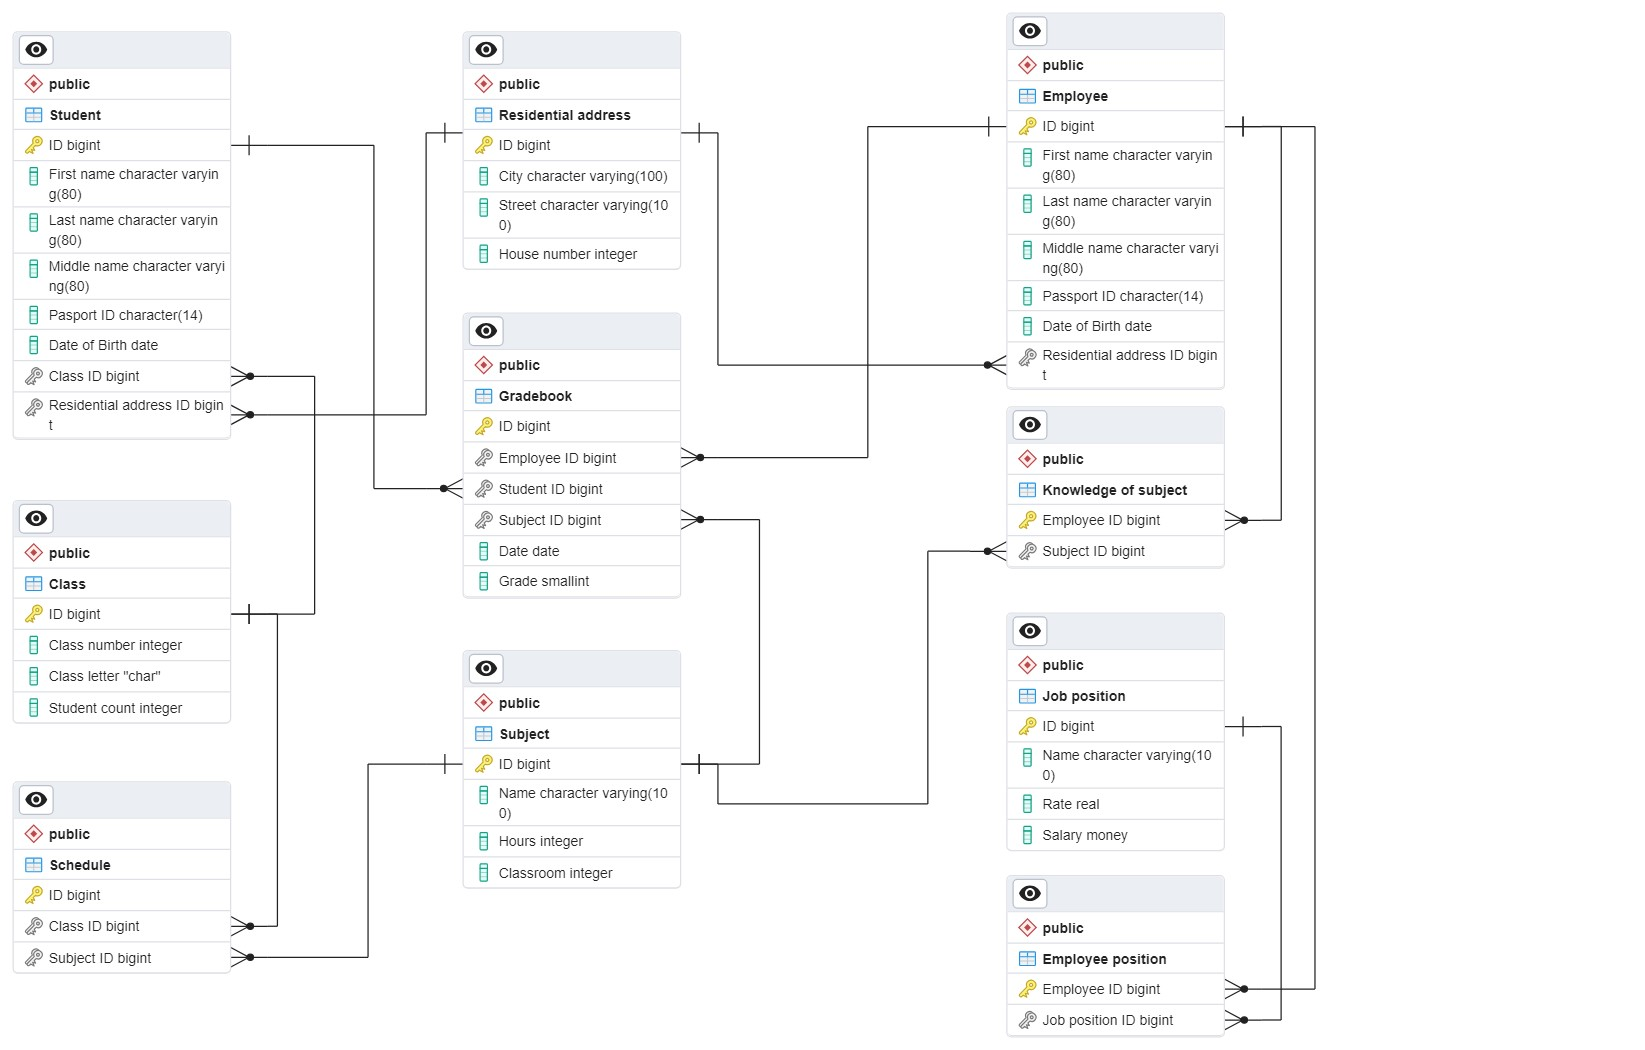 public
Student
ID bigint
First name character varyin
g(80)
Last name character varyin
g(80)
Middle name character varyi
ng(80)
Pasport ID character(14)
Date of Birth date
Class ID bigint
Residential address ID bigin
t
public
Class
ID bigint
Class number integer
Class letter "char"
Student count integer
public
Schedule
ID bigint
Class ID bigint
Subject ID bigint
public
Residential address
ID bigint
City character varying(100)
Street character varying(10
0)
House number integer
public
Gradebook
ID bigint
Employee ID bigint
Student ID bigint
Subject ID bigint
Date date
Grade smallint
public
Subject
ID bigint
Name character varying(10
0)
Hours integer
Classroom integer
public
Employee
ID bigint
First name character varyin
g(80)
Last name character varyin
g(80)
Middle name character varyi
ng(80)
Passport ID character(14)
Date of Birth date
Residential address ID bigin
t
public
Knowledge of subject
Employee ID bigint
Subject ID bigint
public
Job position
ID bigint
Name character varying(10
0)
Rate real
Salary money
public
Employee position
Employee ID bigint
Job position ID bigint